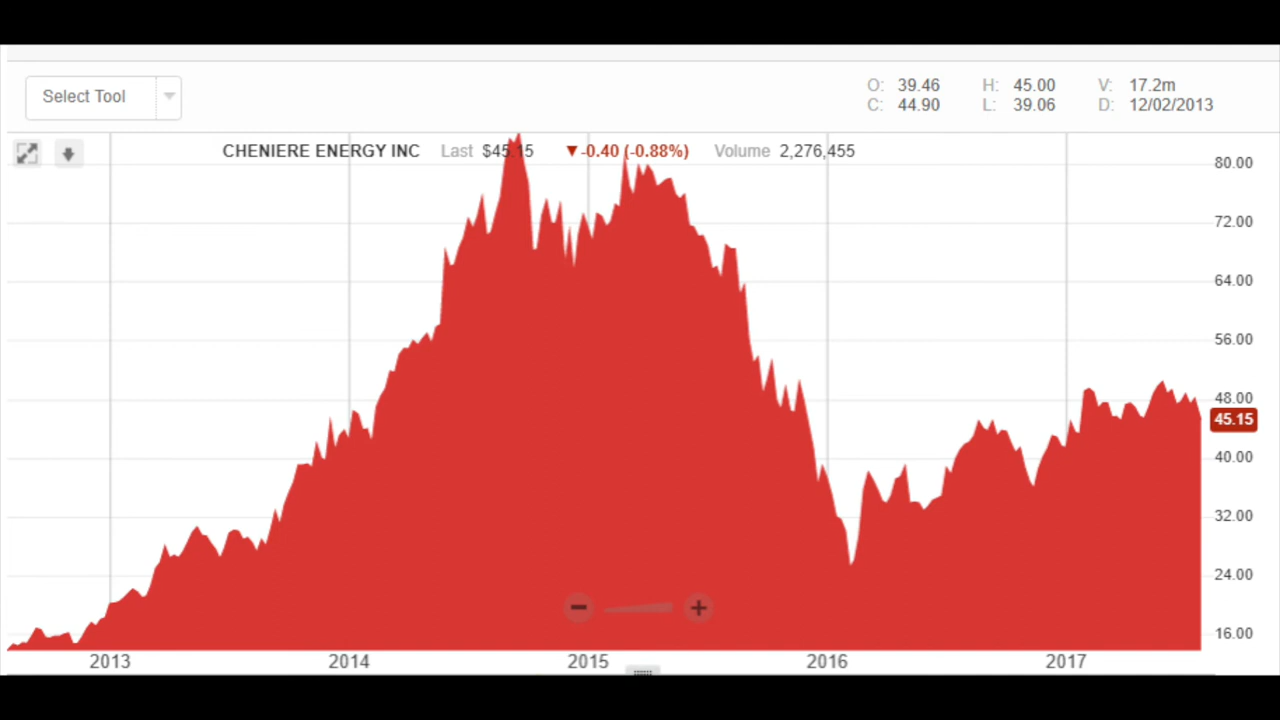 Select Tool
O: 39.46 H: 45.00 V: 17.2m
C: 44.90 L: 39.06 D: 12/02/2013
CHENIERE ENERGY INC Last $45.15 ▼-0.40 (-0.88%) Volume 2,276,455
80.00
72.00
64.00
56.00
48.00
45.15
40.00
32.00
24.00
16.00
2013 2014 2015 2016 2017